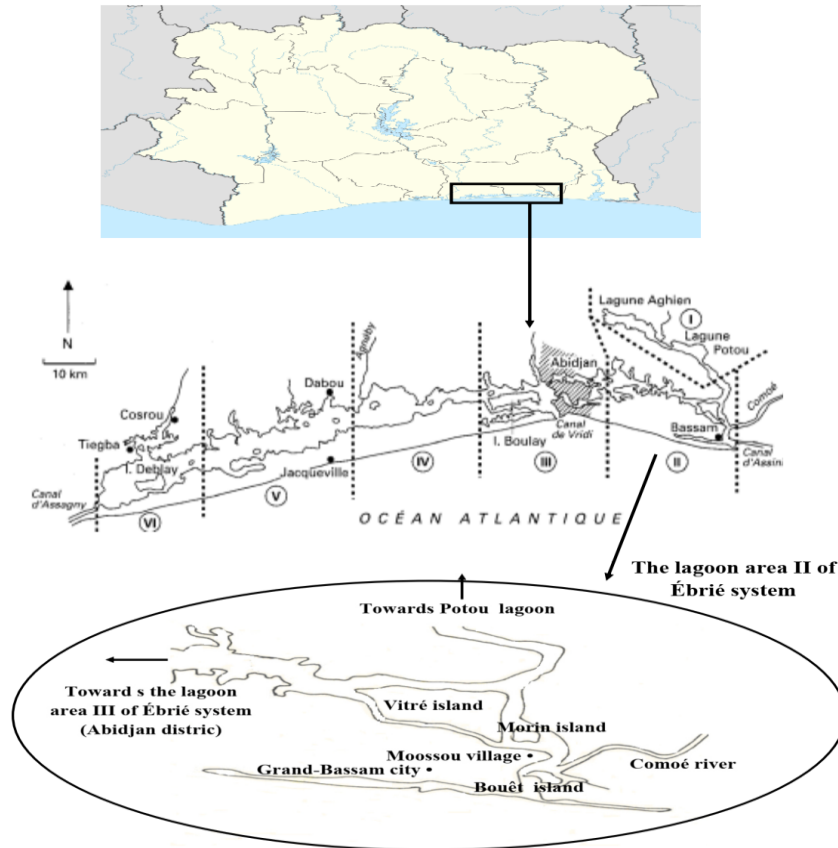 Lagune Aghien
I
Lagune
Potou
N
10 km
Agnéby
Abidjan
Dabou
Comoé
Cosrou
Bassam
Tiegba
Canal
de Vridi
I. Boulay
Canal
d'Assini
I. Deblay
Jacqueville
IV
III
II
Canal
d'Assagny
V
VI
OCÉAN ATLANTIQUE
The lagoon area II of
Ébrié system
Towards Potou lagoon
Toward s the lagoon
area III of Ébrié system
(Abidjan distric)
Vitré island
Morin island
Moossou village
Comoé river
Grand-Bassam city
Bouêt island